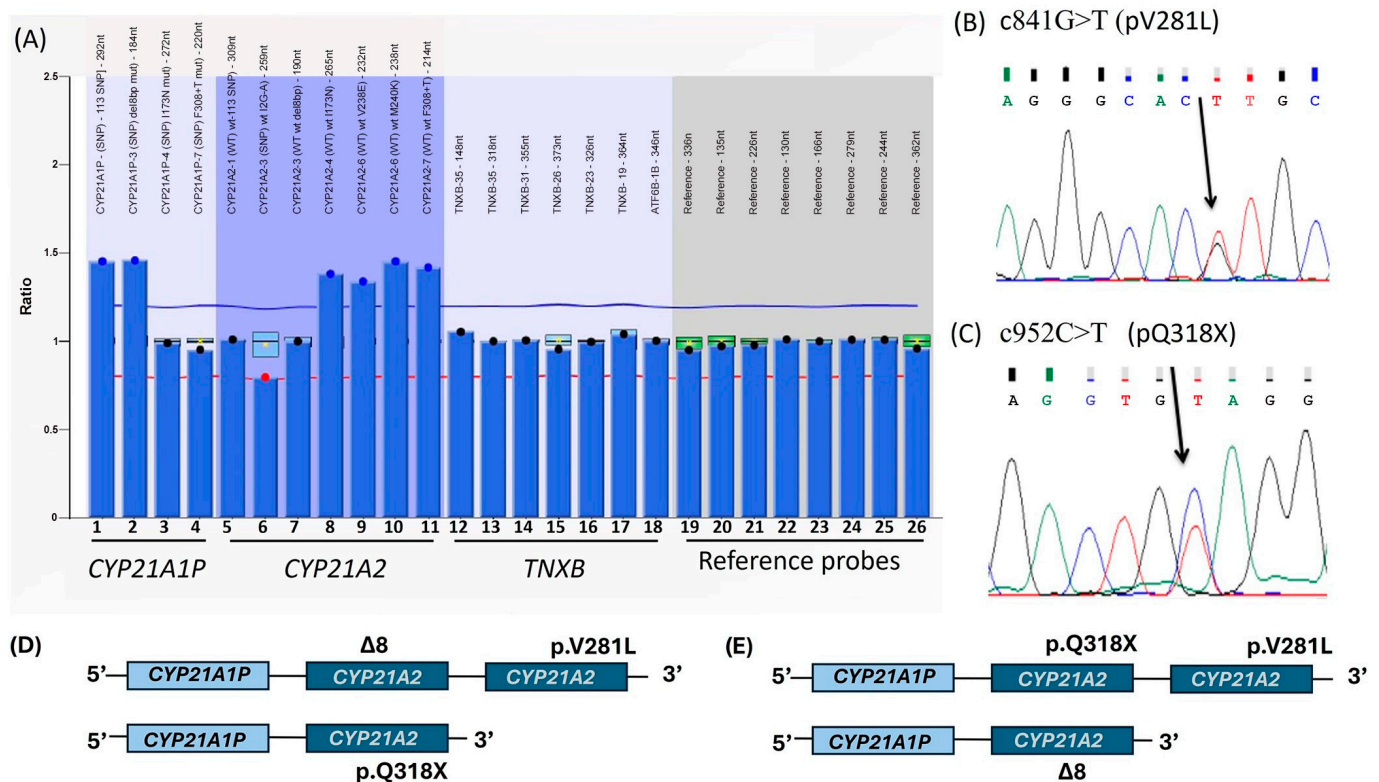 (A)
CYP21A1P - (SNP) - 113 SNP] - 292nt
CYP21A1P-3 (SNP) del8bp mut) - 184nt
CYP21A1P-4 (SNP) I173N mut) - 272nt
CYP21A1P-7 (SNP) F308+T mut) - 220nt
CYP21A2-1 (WT) wt-113 SNP) - 309nt
CYP21A2-3 (SNP) wt I2G-A) - 259nt
CYP21A2-3 (WT wt del8bp) - 190nt
CYP21A2-4 (WT) wt I173N) - 265nt
CYP21A2-6 (WT) wt V238E) - 232nt
CYP21A2-6 (WT) wt M240K) - 238nt
CYP21A2-7 (WT) wt F308+T) - 214nt
TNXB-35 - 148nt
TNXB-35 - 318nt
TNXB-31 - 355nt
TNXB-26 - 373nt
TNXB-23 - 326nt
TNXB- 19 - 364nt
ATF6B-1B - 346nt
Reference - 336n
Reference - 135nt
Reference - 226nt
Reference - 130nt
Reference - 166nt
Reference - 279nt
Reference - 244nt
Reference - 362nt
2.5
2
1.5
1
0.5
0
Ratio
1 2 3 4 5 6 7 8 9 10 11 12 13 14 15 16 17 18 19 20 21 22 23 24 25 26
CYP21A1P CYP21A2 TNXB Reference probes
(B) c841G>T (pV281L)
A G G G C A C T T G C
(C) c952C>T (pQ318X)
A G G T G T A G G
(D) Δ8 p.V281L
5’ CYP21A1P CYP21A2 CYP21A2 3’
5’ CYP21A1P CYP21A2 3’
p.Q318X
(E) p.Q318X p.V281L
5’ CYP21A1P CYP21A2 CYP21A2 3’
5’ CYP21A1P CYP21A2 3’
Δ8